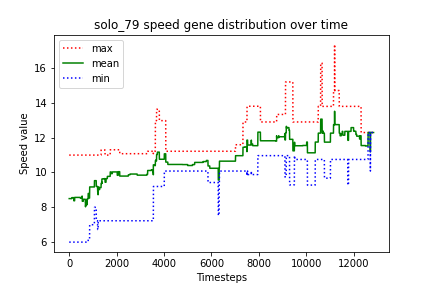 solo_79 speed gene distribution over time
max
mean
min
Speed value
16
14
12
10
8
6
0
2000
4000
6000
8000
10000
12000
Timesteps